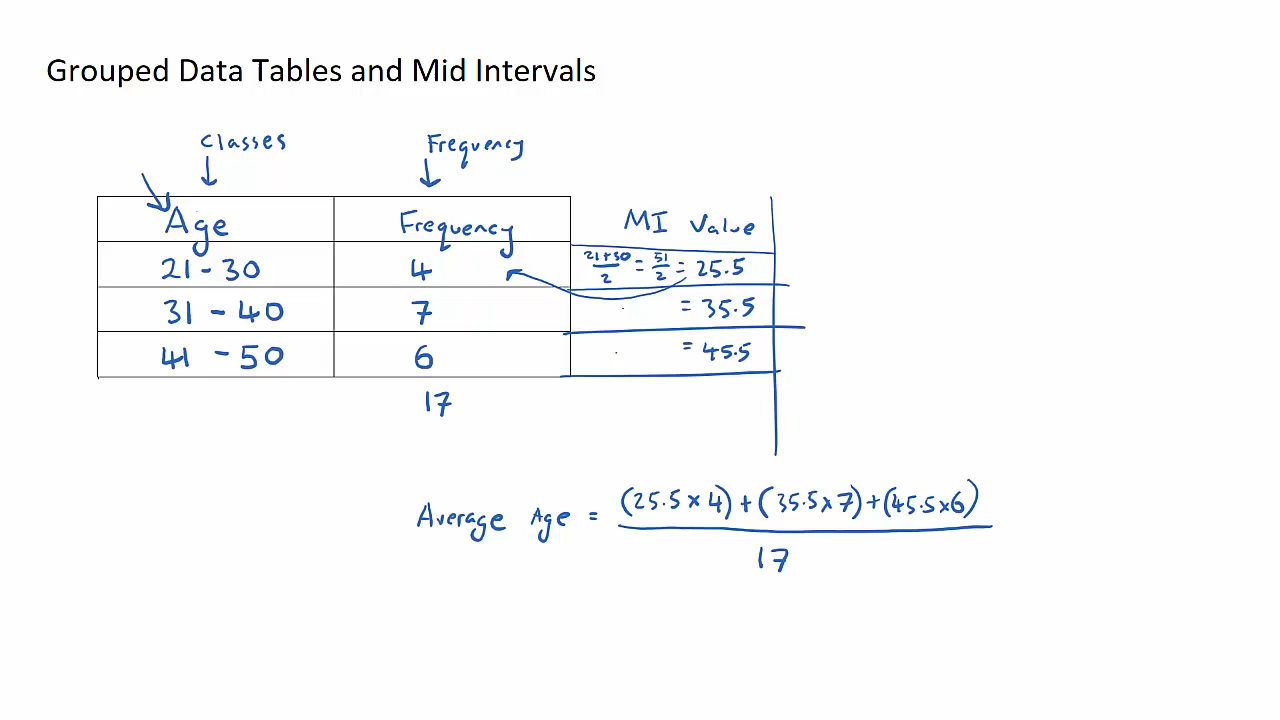 Grouped Data Tables and Mid Intervals
Classes Frequency
Age Frequency MI Value
21 - 30 4 21+30/2 = 51/2 = 25.5
31 - 40 7 = 35.5
41 - 50 6 = 45.5
17
Average Age = (25.5 x 4) + (35.5 x 7) + (45.5 x 6)
17